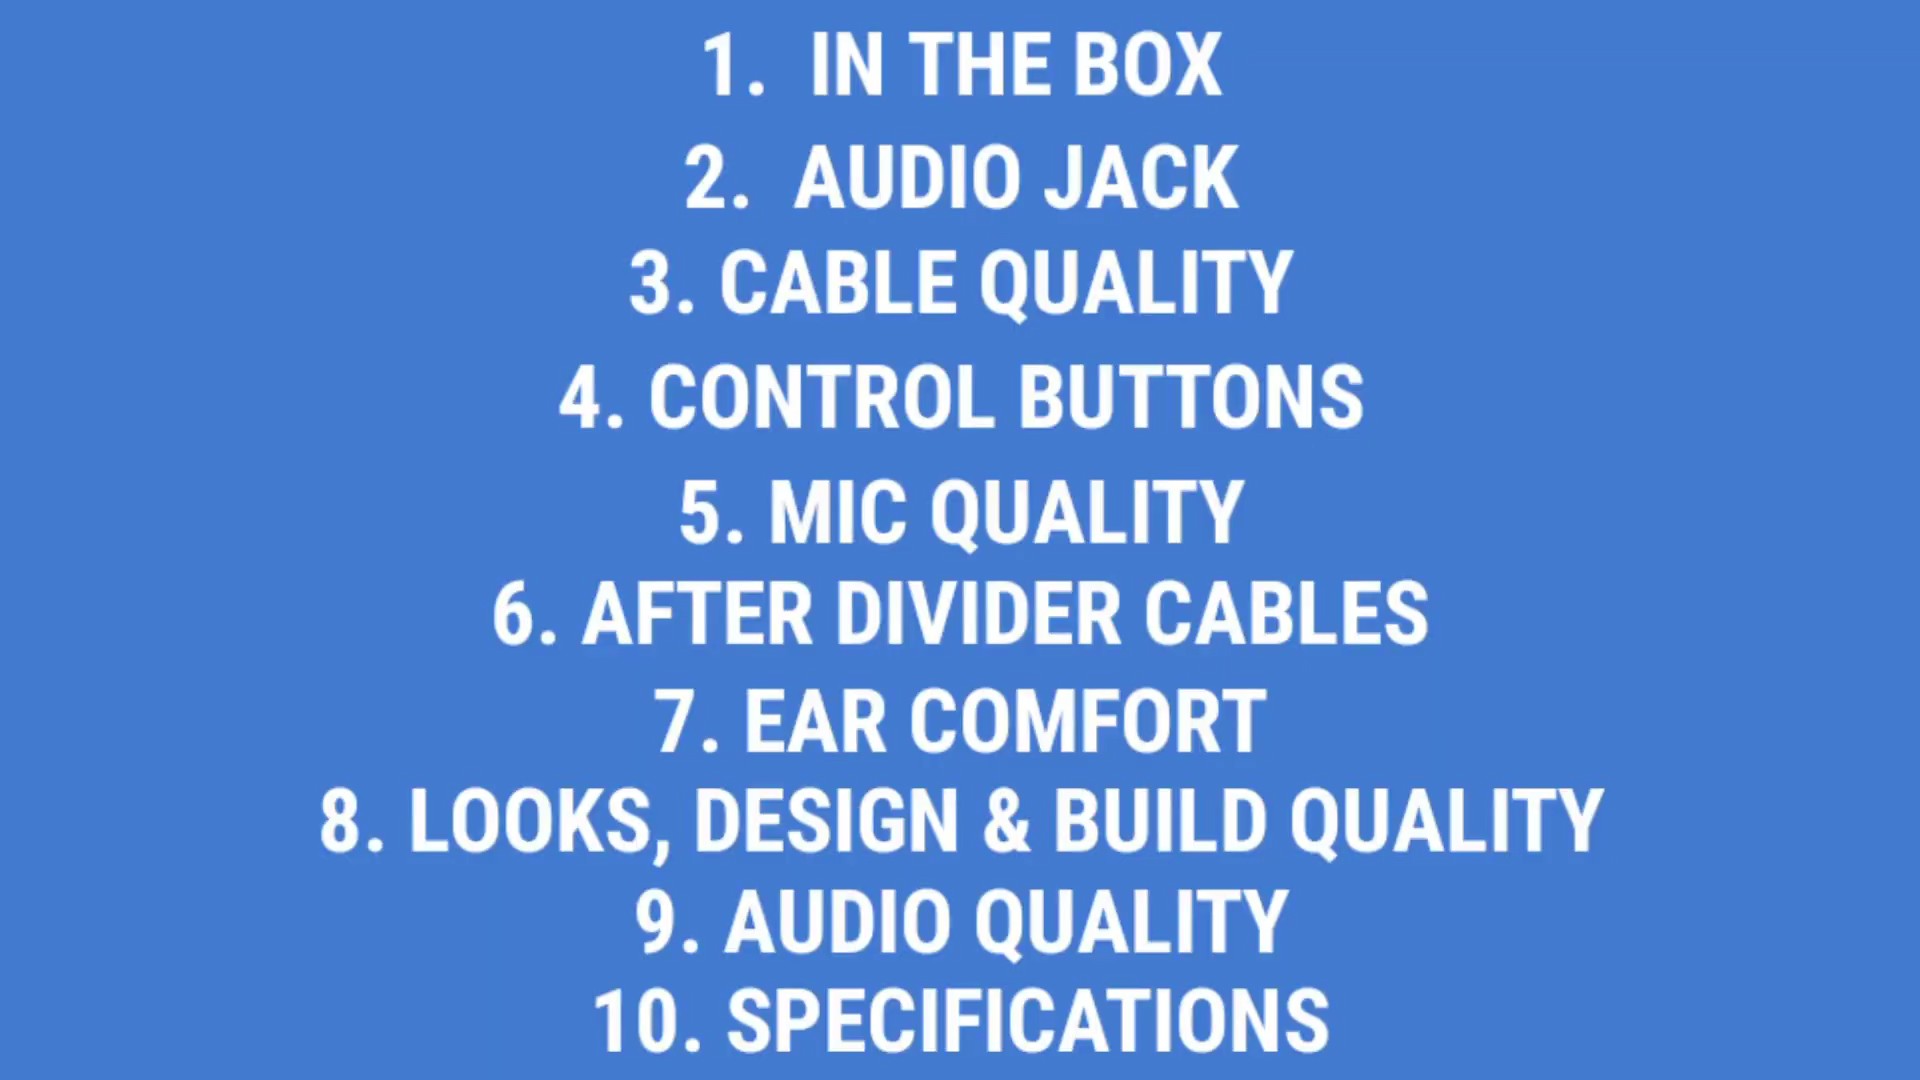 1. IN THE BOX
2. AUDIO JACK
3. CABLE QUALITY
4. CONTROL BUTTONS
5. MIC QUALITY
6. AFTER DIVIDER CABLES
7. EAR COMFORT
8. LOOKS, DESIGN & BUILD QUALITY
9. AUDIO QUALITY
10. SPECIFICATIONS